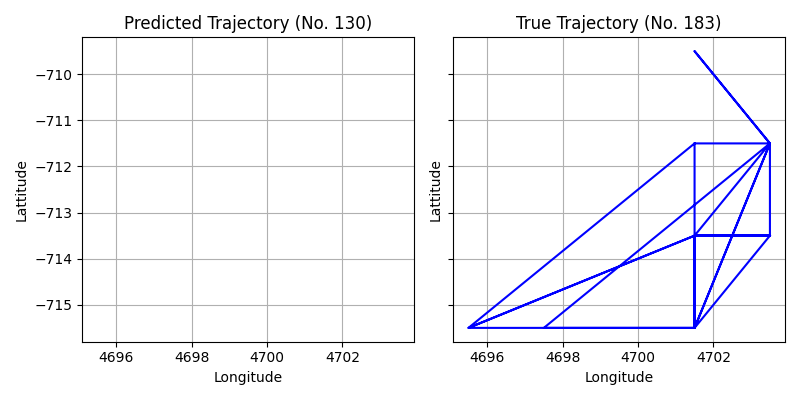 Predicted Trajectory (No. 130)
True Trajectory (No. 183)
−710
−711
−712
−713
−714
−715
Lattitude
Lattitude
4696 4698 4700 4702
4696 4698 4700 4702
Longitude
Longitude